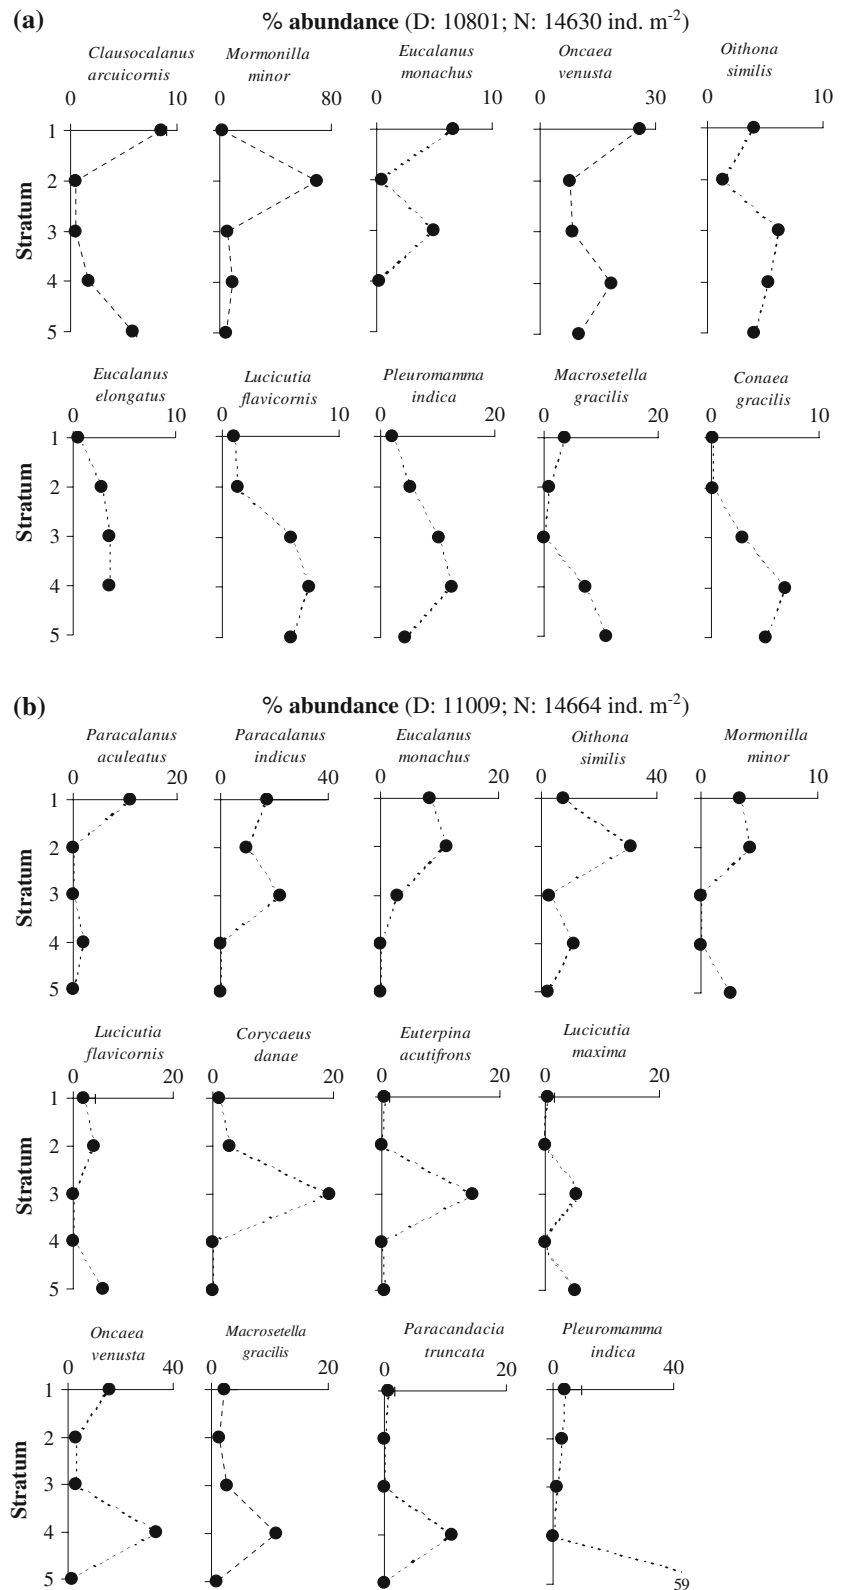 (a) % abundance (D: 10801; N: 14630 ind. m-2)
Clausocalanus Mormonilla Eucalanus Oncaea Oithona
arcuicornis minor monachus venusta similis
0 10 0 80 0 10 0 30 0 10
1
2
3
4
5
Stratum
Eucalanus Lucicutia Pleuromamma Macrosetella Conaea
elongatus flavicornis indica gracilis gracilis
0 10 0 10 0 20 0 20 0 10
1
2
3
4
5
Stratum
(b) % abundance (D: 11009; N: 14664 ind. m-2)
Paracalanus Paracalanus Eucalanus Oithona Mormonilla
aculeatus indicus monachus similis minor
0 20 0 40 0 20 0 40 0 10
1
2
3
4
5
Stratum
Lucicutia Corycaeus Euterpina Lucicutia
flavicornis danae acutifrons maxima
0 20 0 20 0 20 0 20
1
2
3
4
5
Stratum
Oncaea Macrosetella Paracandacia Pleuromamma
venusta gracilis truncata indica
0 40 0 20 0 20 0 40
1
2
3
4
5
Stratum
59